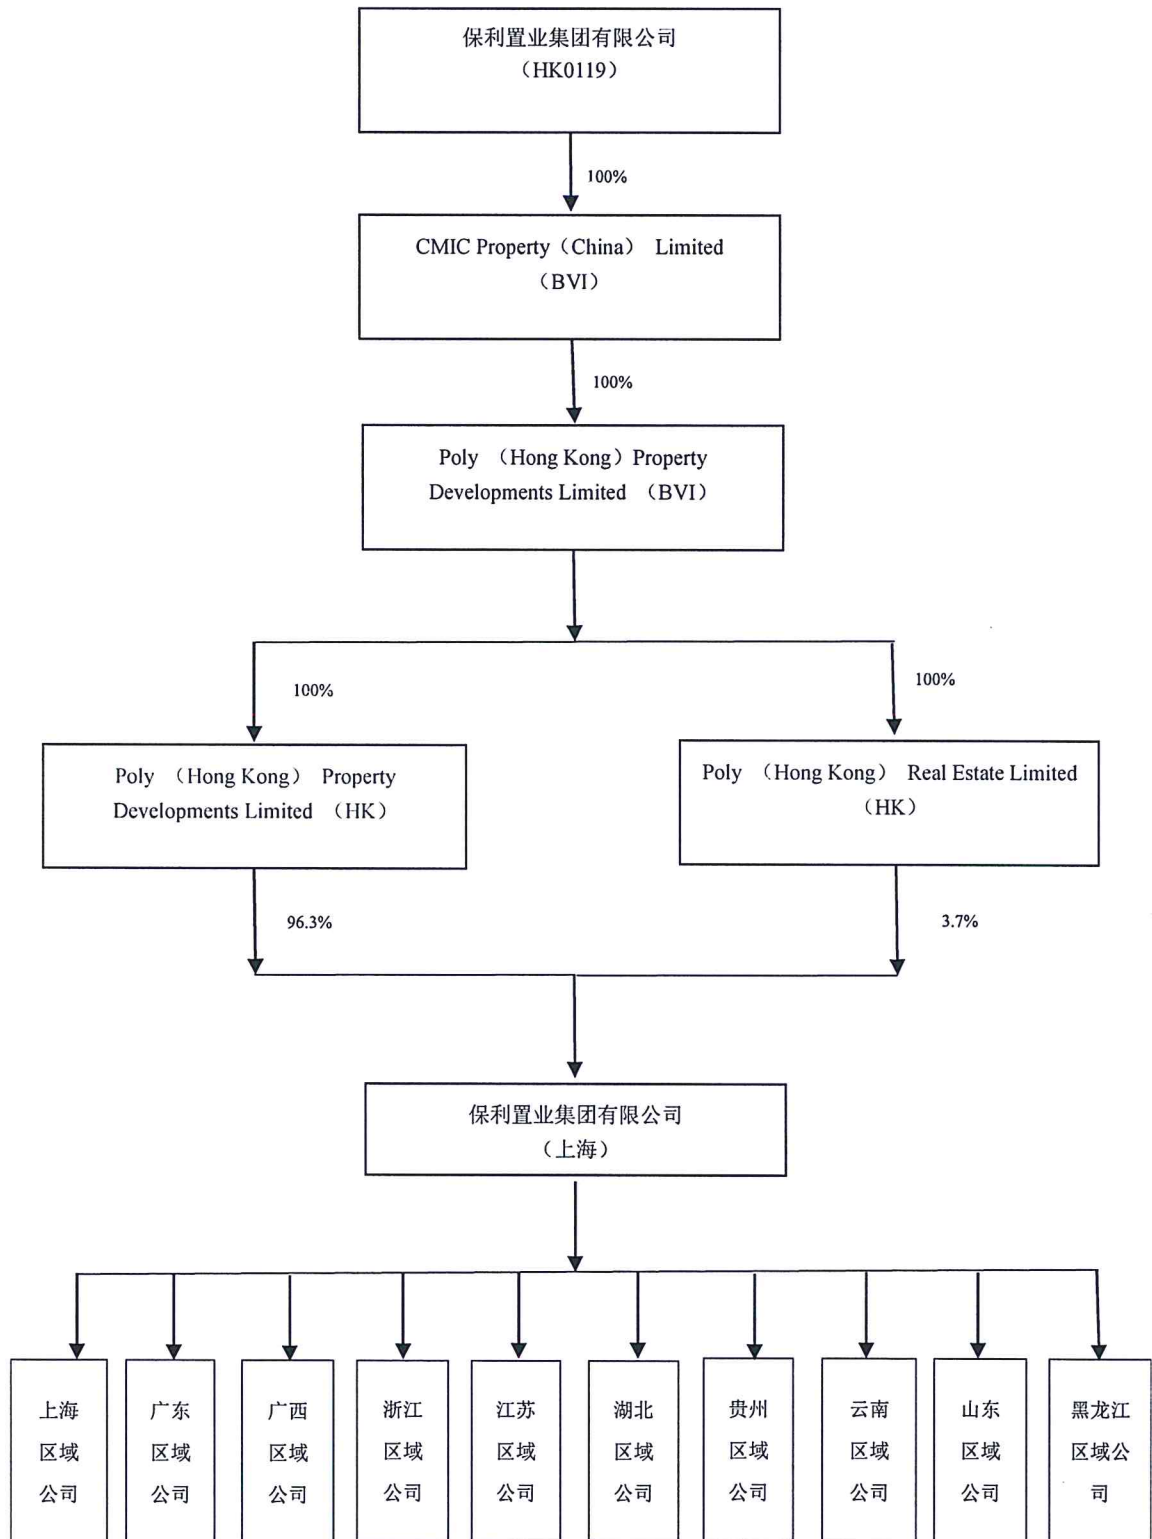 保利置业集团有限公司
（HK0119）
100%
CMIC Property（China） Limited
（BVI）
100%
Poly （Hong Kong）Property
Developments Limited （BVI）
100%
100%
Poly （Hong Kong） Property
Developments Limited （HK）
Poly （Hong Kong） Real Estate Limited
（HK）
96.3%
3.7%
保利置业集团有限公司
（上海）
上海
区域
公司
广东
区域
公司
广西
区域
公司
浙江
区域
公司
江苏
区域
公司
湖北
区域
公司
贵州
区域
公司
云南
区域
公司
山东
区域
公司
黑龙江
区域公
司